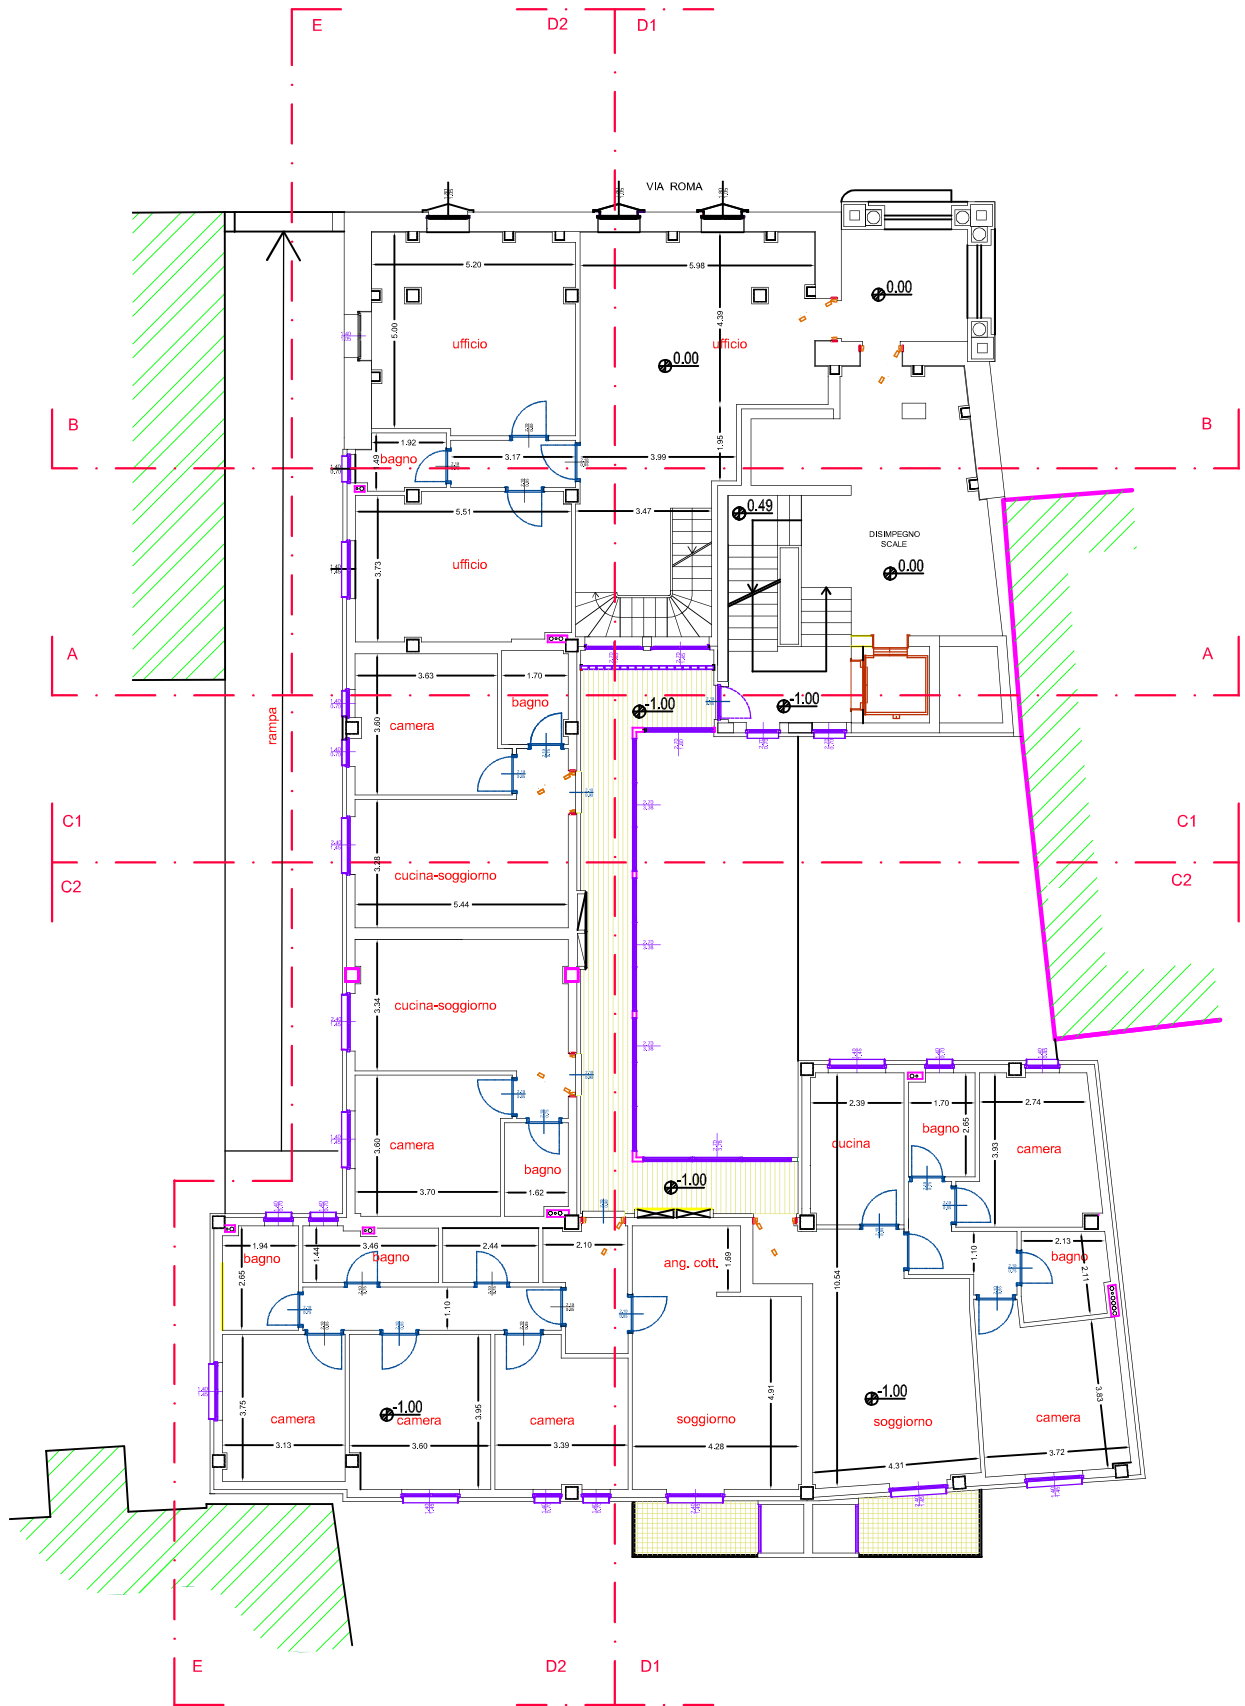 E
D2
D1
VIA ROMA
5.20
5.98
0.00
5.00
4.39
ufficio
ufficio
0.00
B
B
1.92
1.49
bagno
3.17
3.99
1.95
5.51
3.47
0.49
DISIMPEGNO
SCALE
3.73
ufficio
0.00
A
A
3.63
1.70
bagno
camera
3.60
-1.00
-1:00
rampa
C1
C1
3.28
cucina-soggiorno
C2
C2
5.44
cucina-soggiorno
3.34
2.39
1.70
2.74
2.65
cucina
bagno
camera
3.93
3.60
camera
bagno
3.70
1.62
-1.00
1.94
3.46
2.44
2.10
1.44
bagno
bagno
ang. cott.
1.69
1.10
2.13
bagno
2.11
2.65
1.10
10.54
3.75
3.95
4.91
3.83
-1.00
-1.00
camera
camera
camera
soggiorno
soggiorno
camera
3.13
3.60
3.39
4.28
4.31
3.72
E
D2
D1